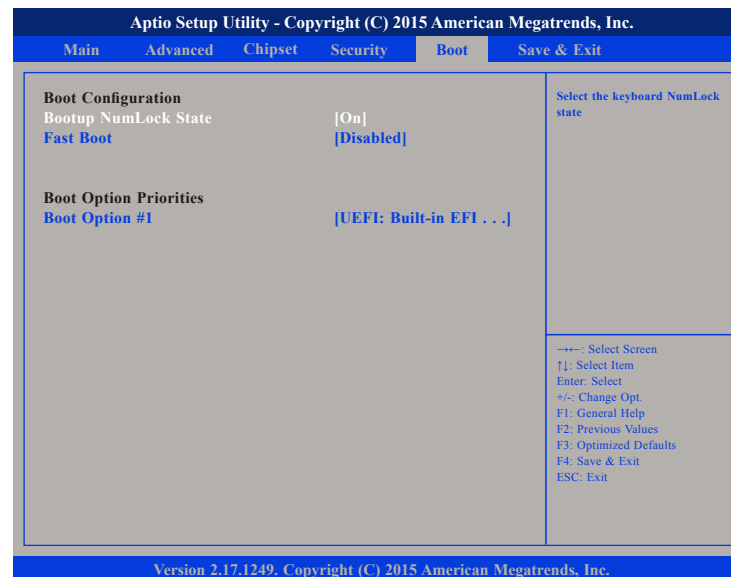 Aptio Setup Utility - Copyright (C) 2015 American Megatrends, Inc.
Main Advanced Chipset Security Boot Save & Exit
Boot Configuration
Bootup NumLock State [On]
Fast Boot [Disabled]
Boot Option Priorities
Boot Option #1 [UEFI: Built-in EFI . . .]
Select the keyboard NumLock
state
→←: Select Screen
↑↓: Select Item
Enter: Select
+/-: Change Opt.
F1: General Help
F2: Previous Values
F3: Optimized Defaults
F4: Save & Exit
ESC: Exit
Version 2.17.1249. Copyright (C) 2015 American Megatrends, Inc.